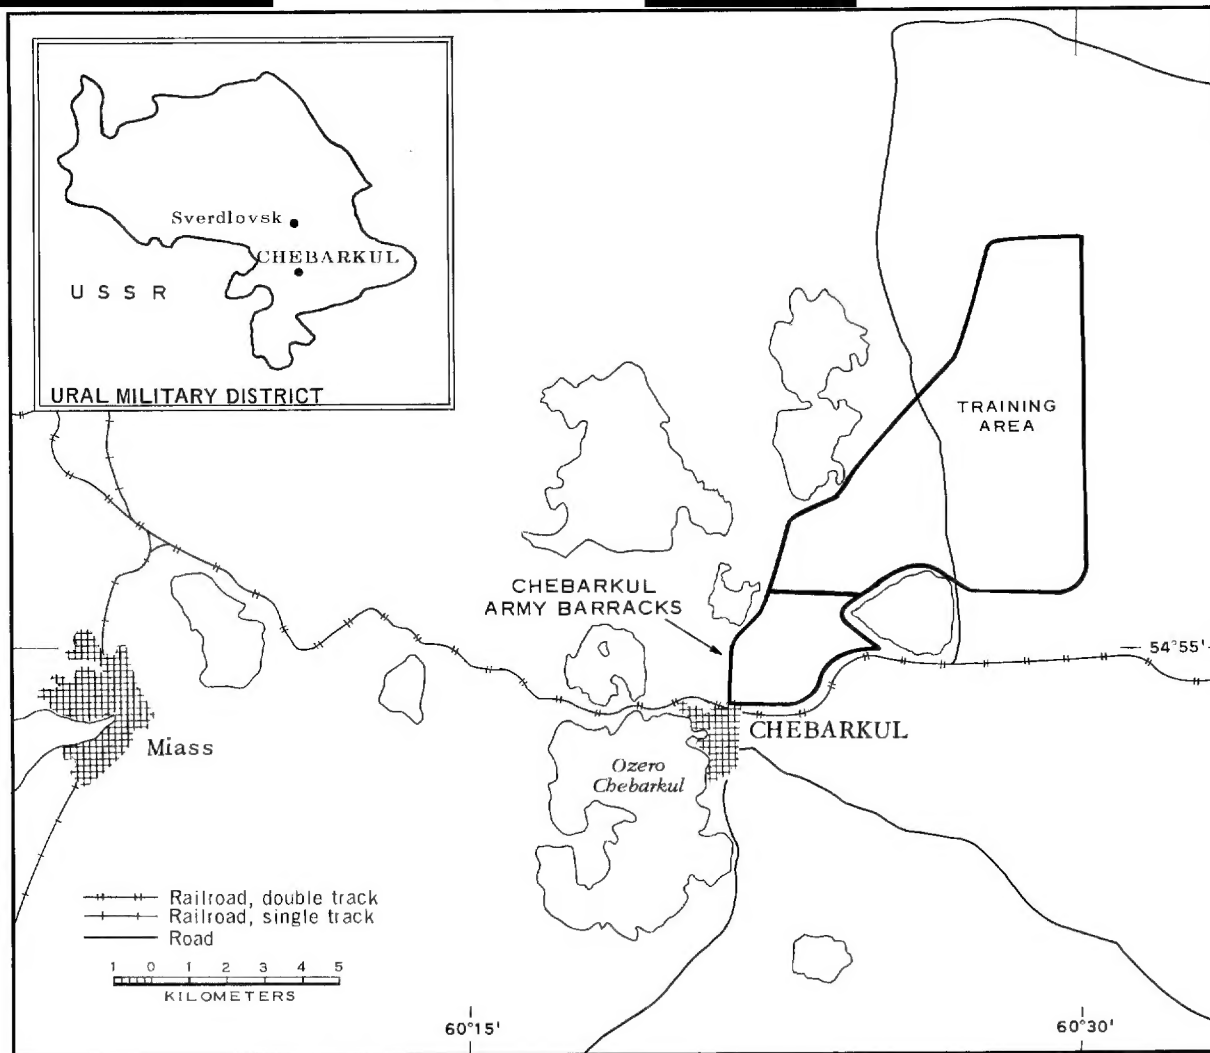 Sverdlovsk
CHEBARKUL
U S S R
URAL MILITARY DISTRICT
TRAINING
AREA
CHEBARKUL
ARMY BARRACKS
54°55'
CHEBARKUL
Miass
Ozero
Chebarkul
Railroad, double track
Railroad, single track
Road
1 0 1 2 3 4 5
KILOMETERS
60°15'
60°30'